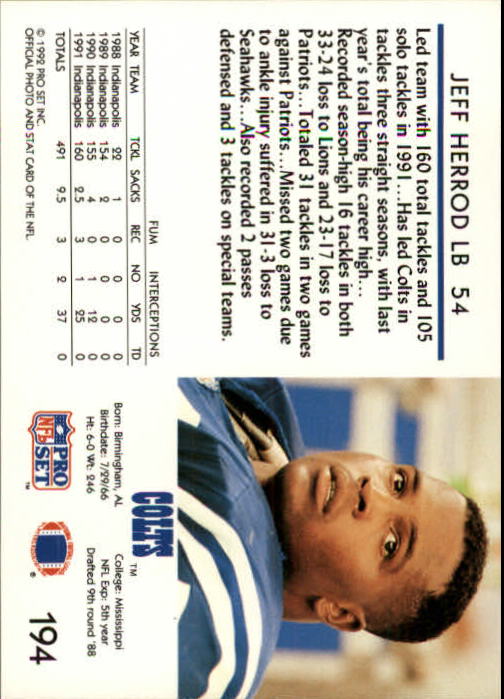 JEFF HERROD LB 54
Led team with 160 total tackles and 105
solo tackles in 1991...Has led Colts in
tackles three straight seasons, with last
year's total being his career high...
Recorded season-high 16 tackles in both
33-24 loss to Lions and 23-17 loss to
Patriots...Totaled 31 tackles in two games
against Patriots...Missed two games due
to ankle injury suffered in 31-3 loss to
Seahawks...Also recorded 2 passes
defensed and 3 tackles on special teams.
FUM INTERCEPTIONS
YEAR TEAM TCKL SACKS REC NO YDS TD
1988 Indianapolis 22 1 0 0 0 0
1989 Indianapolis 154 2 0 0 0 0
1990 Indianapolis 155 4 0 1 12 0
1991 Indianapolis 160 2.5 3 1 25 0
TOTALS 491 9.5 3 2 37 0
© 1992 PRO SET INC.
OFFICIAL PHOTO AND STAT CARD OF THE NFL
COLTS™
Born: Birmingham, AL College: Mississippi
Birthdate: 7/29/66 NFL Exp: 5th year
Ht: 6-0 Wt: 246 Drafted 9th round '88
PRO
NFL
SET ™
®
194